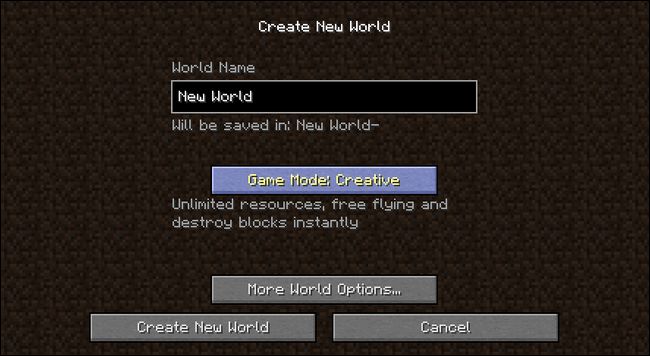 Create New World
World Name
New World
Will be saved in: New World-
Game Mode: Creative
Unlimited resources, free flying and
destroy blocks instantly
More World Options...
Create New World
Cancel